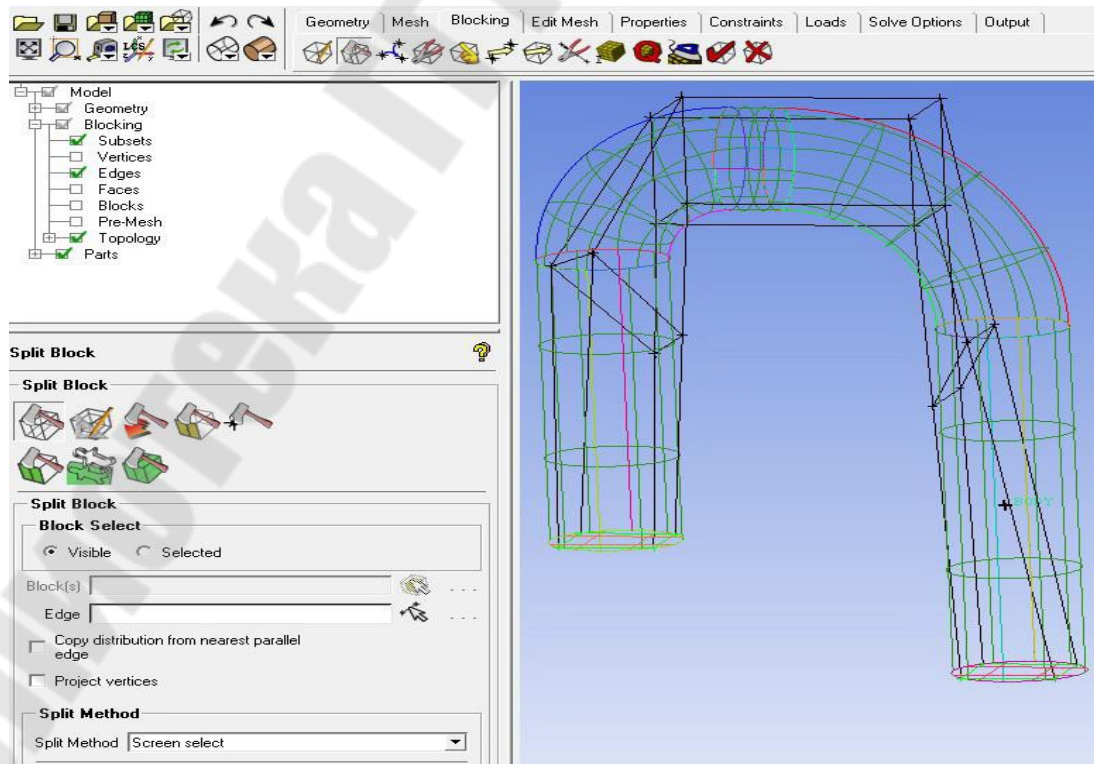 Geometry Mesh Blocking Edit Mesh Properties Constraints Loads Solve Options Output
LCS
Model
Geometry
Blocking
Subsets
Vertices
Edges
Faces
Blocks
Pre-Mesh
Topology
Parts
Split Block
Split Block
Split Block
Block Select
Visible Selected
Block(s)
Edge
Copy distribution from nearest parallel
edge
Project vertices
Split Method
Split Method Screen select
BODY